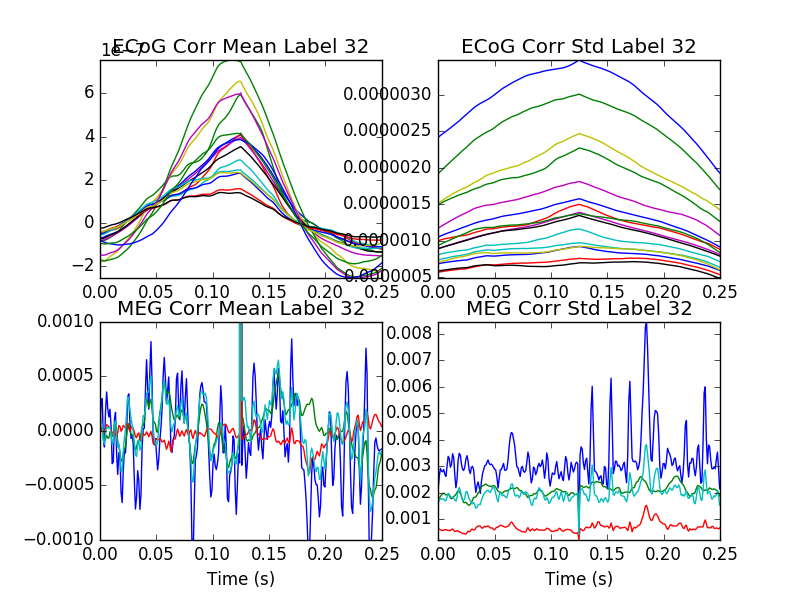 ECoG Corr Mean Label 32
1e−7
6
4
2
0
−2
0.00 0.05 0.10 0.15 0.20 0.25
ECoG Corr Std Label 32
0.0000030
0.0000025
0.0000020
0.0000015
0.0000010
0.0000005
0.00 0.05 0.10 0.15 0.20 0.25
MEG Corr Mean Label 32
0.0010
0.0005
0.0000
−0.0005
−0.0010
0.00 0.05 0.10 0.15 0.20 0.25
Time (s)
MEG Corr Std Label 32
0.008
0.007
0.006
0.005
0.004
0.003
0.002
0.001
0.00 0.05 0.10 0.15 0.20 0.25
Time (s)